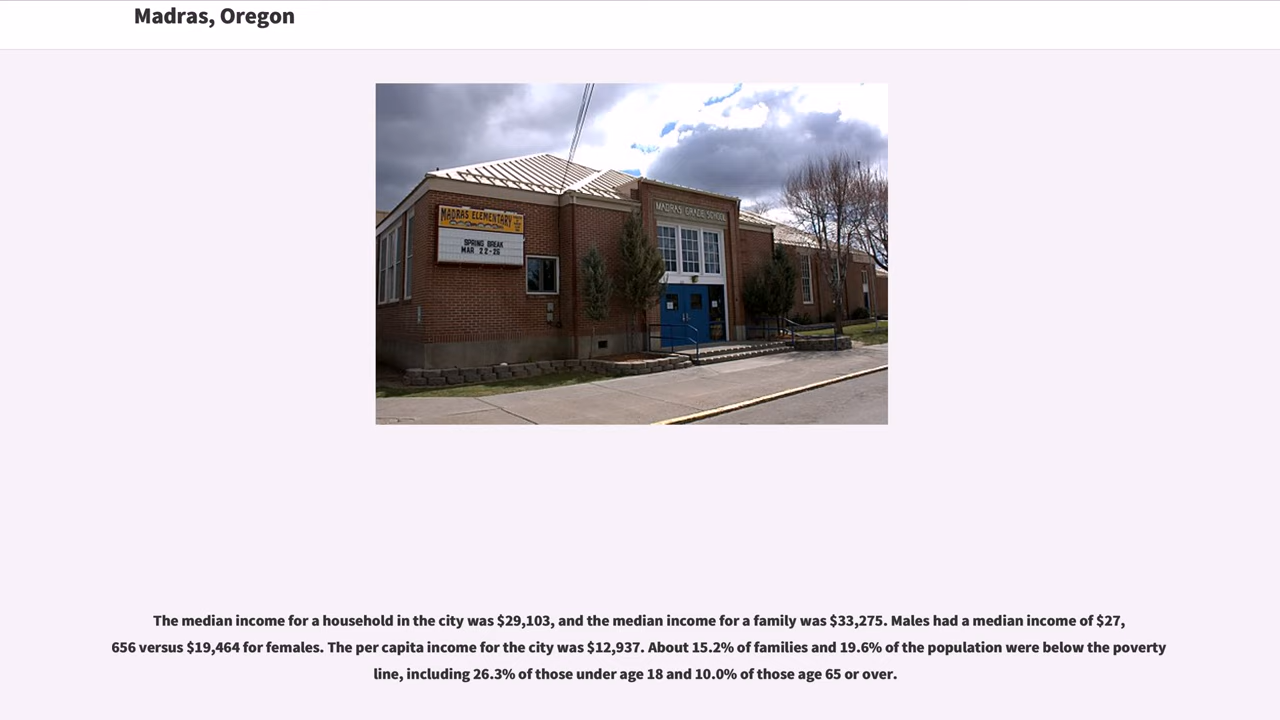 Madras, Oregon
MADRAS ELEMENTARY
SPRING BREAK
MAR 22-26
MADRAS GRADE SCHOOL
The median income for a household in the city was $29,103, and the median income for a family was $33,275. Males had a median income of $27,
656 versus $19,464 for females. The per capita income for the city was $12,937. About 15.2% of families and 19.6% of the population were below the poverty
line, including 26.3% of those under age 18 and 10.0% of those age 65 or over.